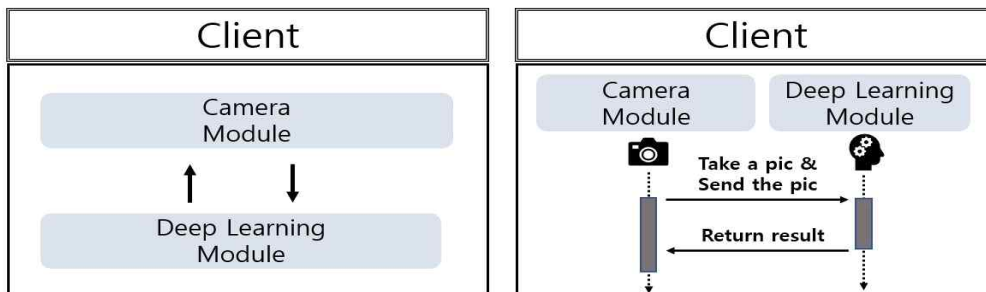 Client
Camera
Module
Deep Learning
Module
Client
Camera
Module
Deep Learning
Module
Take a pic &
Send the pic
Return result